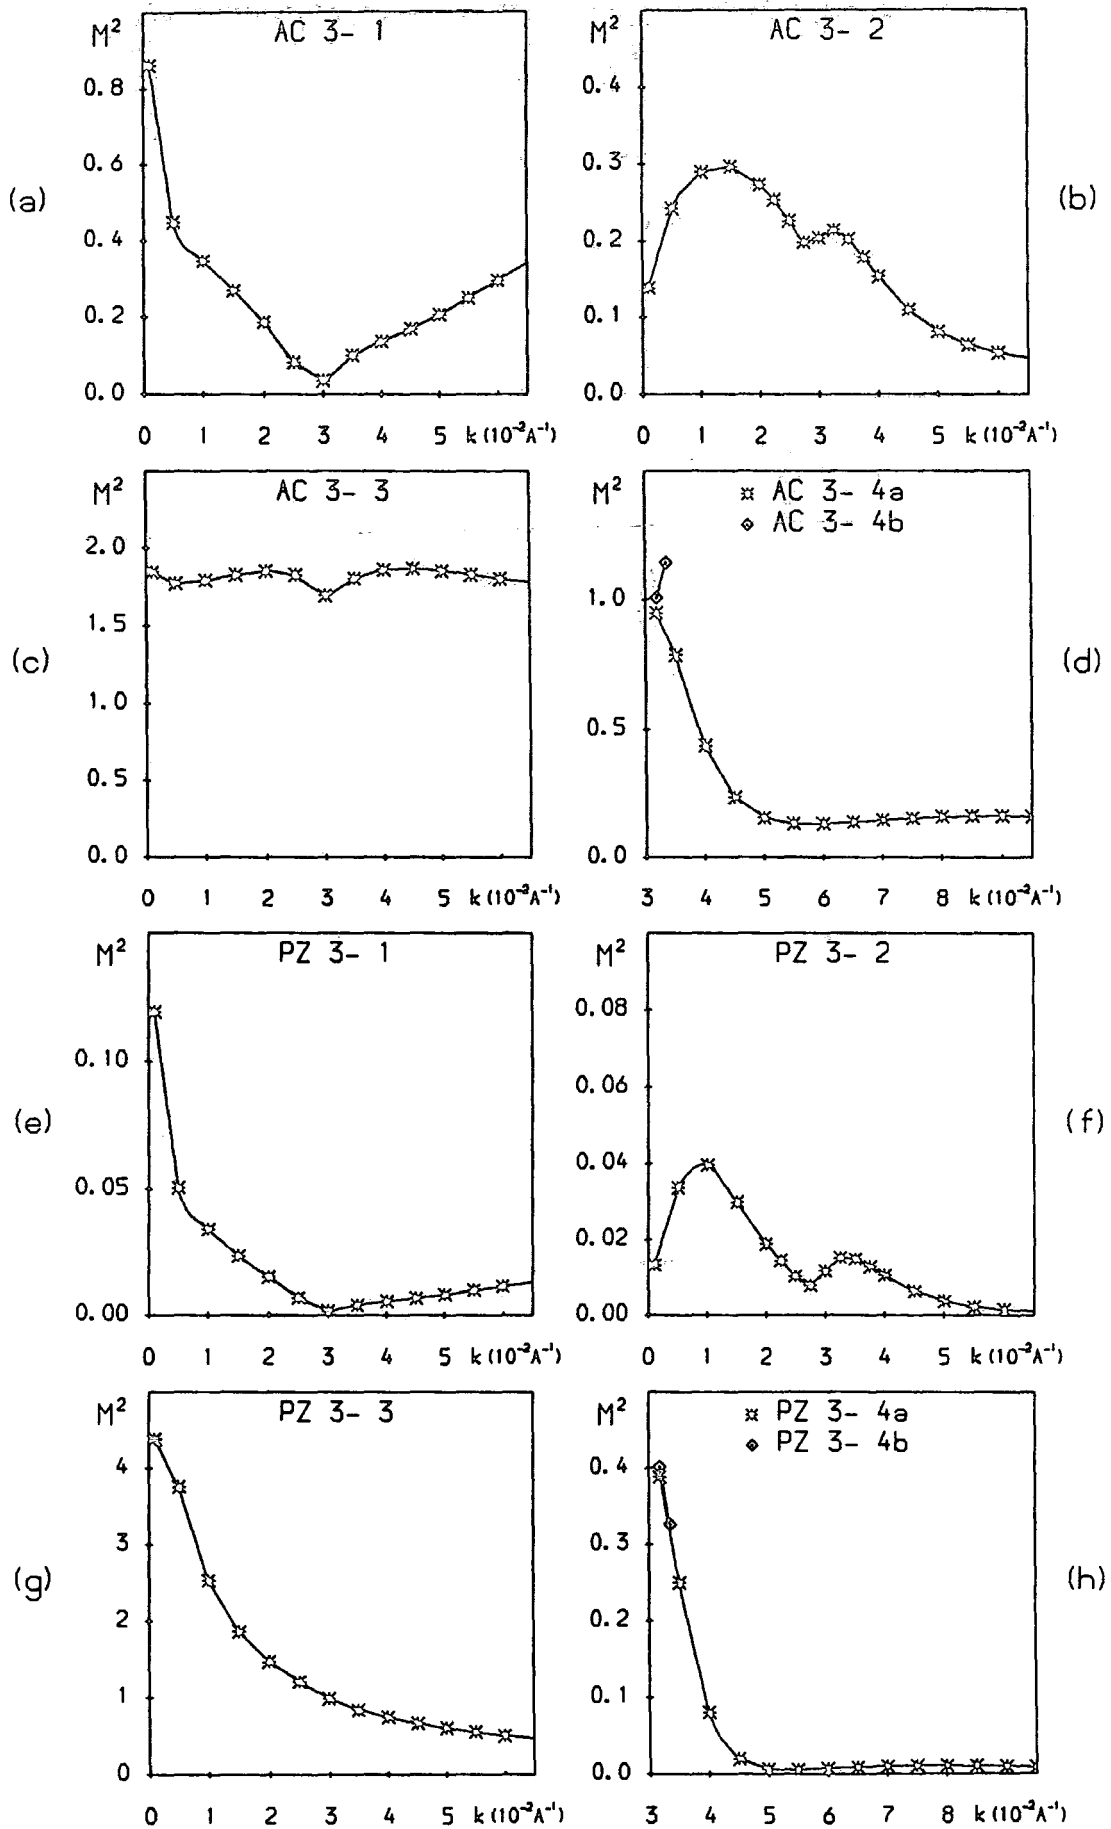 M² AC 3- 1
0.8
0.6
0.4
0.2
0.0
0 1 2 3 4 5 k (10⁻²A⁻¹)
(a)
M² AC 3- 2
0.4
0.3
0.2
0.1
0.0
0 1 2 3 4 5 k (10⁻²A⁻¹)
(b)
M² AC 3- 3
2.0
1.5
1.0
0.5
0.0
0 1 2 3 4 5 k (10⁻²A⁻¹)
(c)
M² AC 3- 4a
AC 3- 4b
1.0
0.5
0.0
3 4 5 6 7 8 k (10⁻²A⁻¹)
(d)
M² PZ 3- 1
0.10
0.05
0.00
0 1 2 3 4 5 k (10⁻²A⁻¹)
(e)
M² PZ 3- 2
0.08
0.06
0.04
0.02
0.00
0 1 2 3 4 5 k (10⁻²A⁻¹)
(f)
M² PZ 3- 3
4
3
2
1
0
0 1 2 3 4 5 k (10⁻²A⁻¹)
(g)
M² PZ 3- 4a
PZ 3- 4b
0.4
0.3
0.2
0.1
0.0
3 4 5 6 7 8 k (10⁻²A⁻¹)
(h)